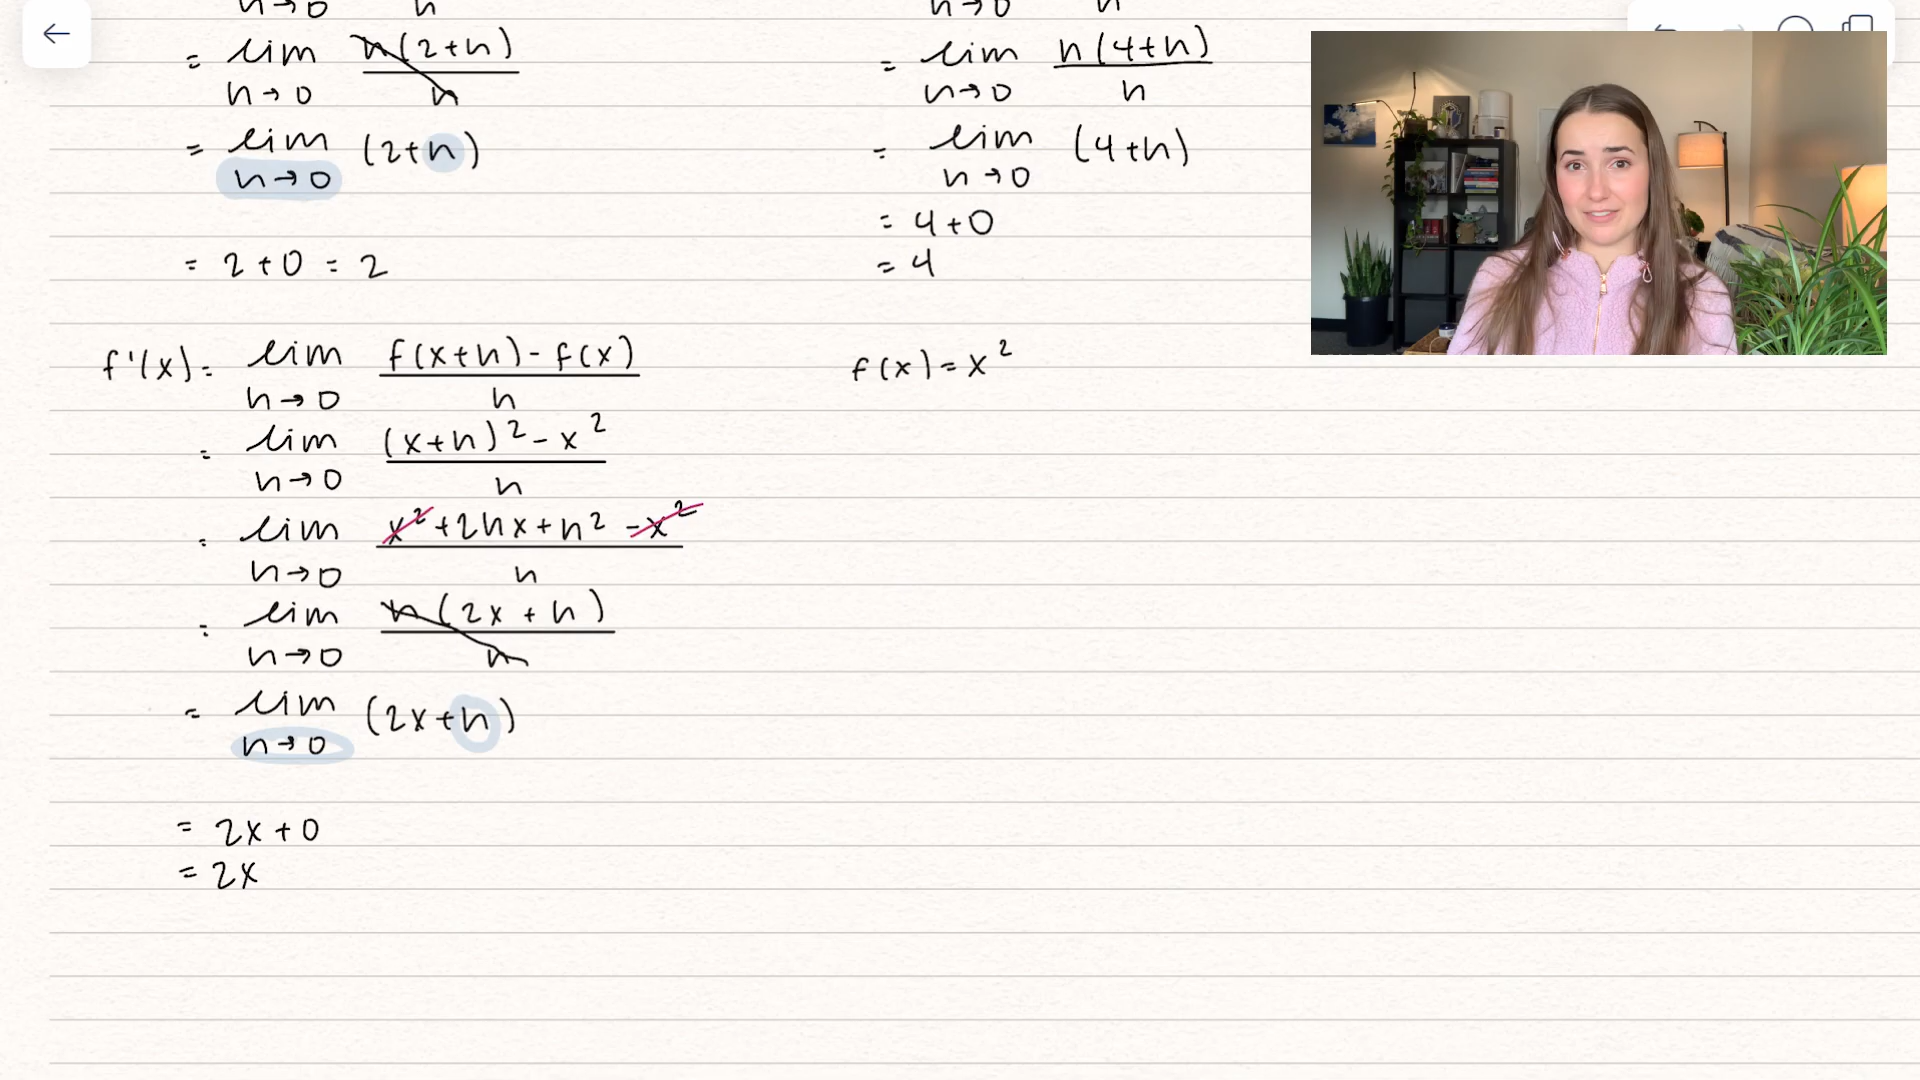 h→0 h
= lim h(2+h)
h→0 h
= lim (2+h)
h→0
= 2+0 = 2
h→0 h
= lim h(4+h)
h→0 h
= lim (4+h)
h→0
= 4+0
= 4
f'(x) = lim f(x+h) - f(x)
h→0 h
= lim (x+h)² - x²
h→0 h
= lim x² + 2hx + h² - x²
h→0 h
= lim h(2x + h)
h→0 h
= lim (2x+h)
h→0
= 2x + 0
= 2x
f(x) = x²